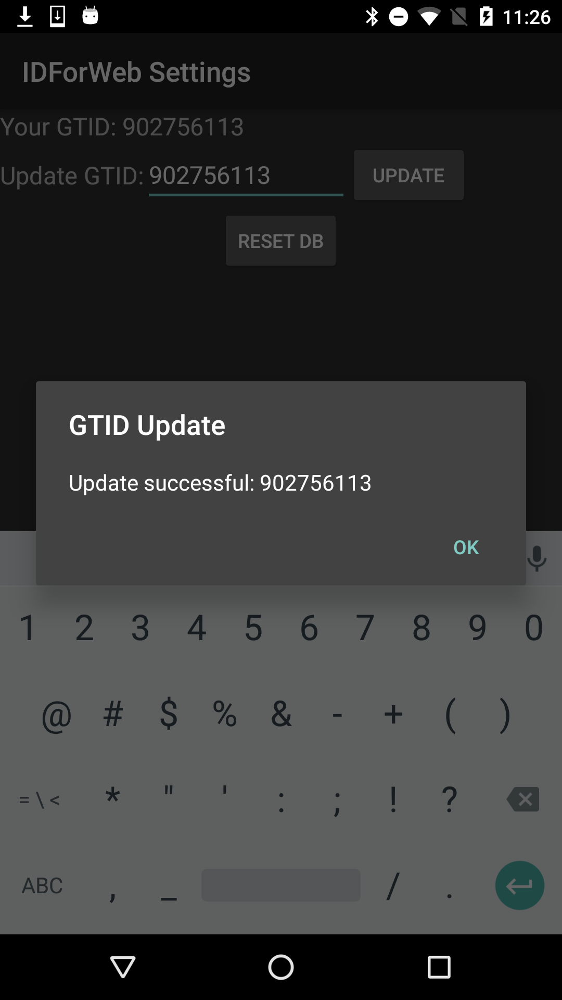 11:26
IDForWeb Settings
Your GTID: 902756113
Update GTID: 902756113 UPDATE
RESET DB
GTID Update
Update successful: 902756113
OK
1 2 3 4 5 6 7 8 9 0
@ # $ % & - + ( )
= \ < * " ' : ; ! ?
ABC , _ / .